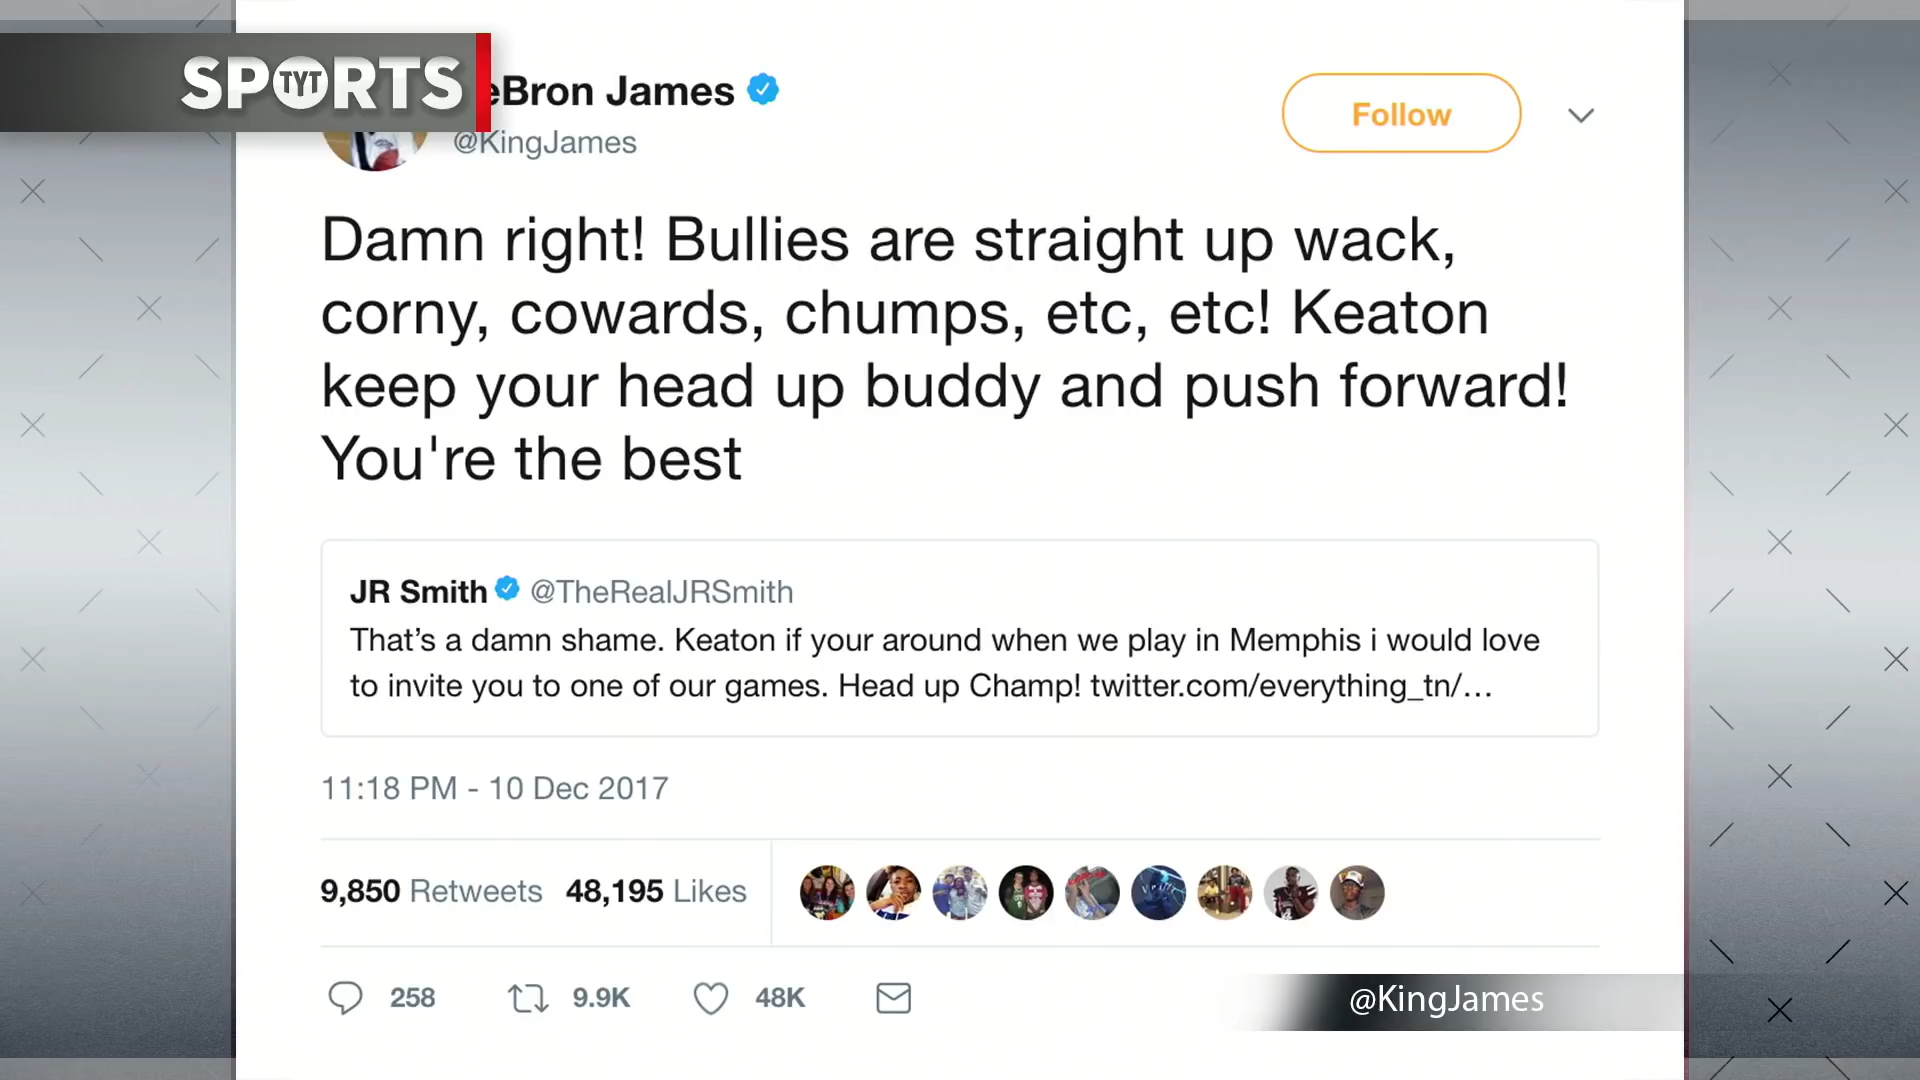 SPORTS
TYT
eBron James
@KingJames
Follow
Damn right! Bullies are straight up wack,
corny, cowards, chumps, etc, etc! Keaton
keep your head up buddy and push forward!
You're the best
JR Smith @TheRealJRSmith
That’s a damn shame. Keaton if your around when we play in Memphis i would love
to invite you to one of our games. Head up Champ! twitter.com/everything_tn/…
11:18 PM - 10 Dec 2017
9,850 Retweets 48,195 Likes
258 9.9K 48K
@KingJames